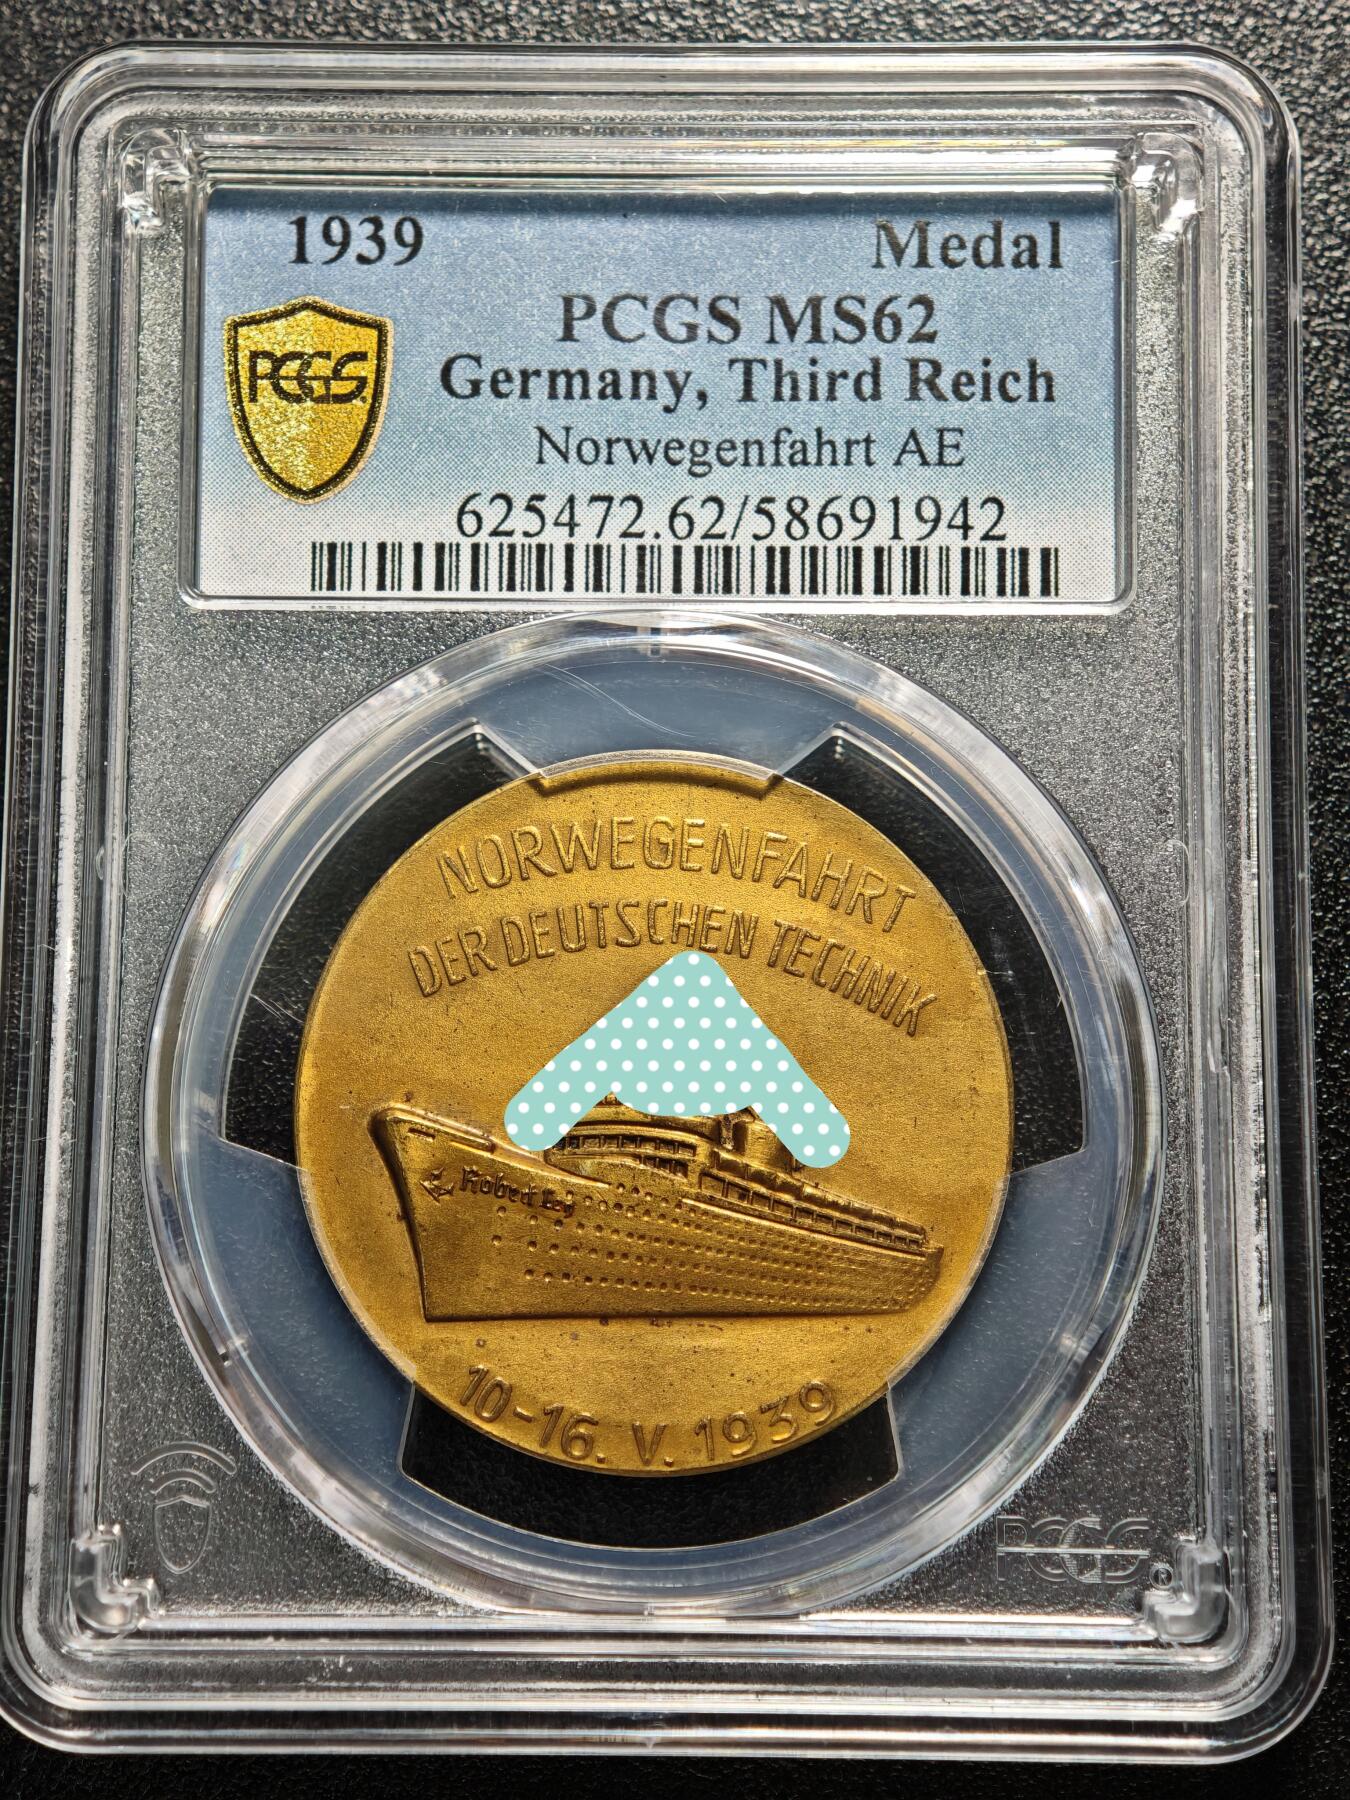 1939 Medal
PCGS MS62
PCGS
Germany, Third Reich
Norwegenfahrt AE
625472.62/58691942
NORWEGENFAHRT
DER DEUTSCHEN TECHNIK
Robert Ley
10-16. V. 1939
PCGS